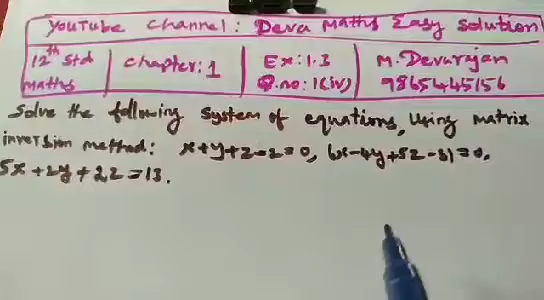 YouTube Channel: Deva Maths Easy Solution
12th Std Maths
Chapter: 1
Ex: 1.3
Q.no: 1(iv)
M. Devarajan
9865445156
Solve the following system of equations, using matrix
inversion method: x+y+z-2=0, 6x-4y+5z-31=0,
5x+2y+2z=13.